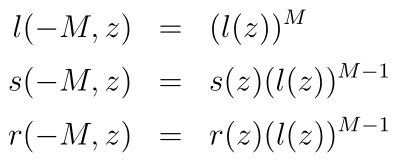 l(−M, z) = (l(z))^M
s(−M, z) = s(z)(l(z))^{M−1}
r(−M, z) = r(z)(l(z))^{M−1}